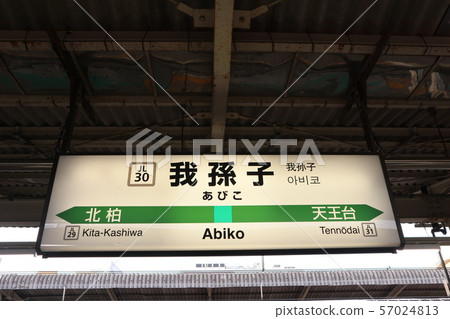 JL
30
我孫子
我孙子
아비코
あびこ
北柏
天王台
JL
29
Kita-Kashiwa
Abiko
Tennōdai
JL
31
PIXTA
57024813